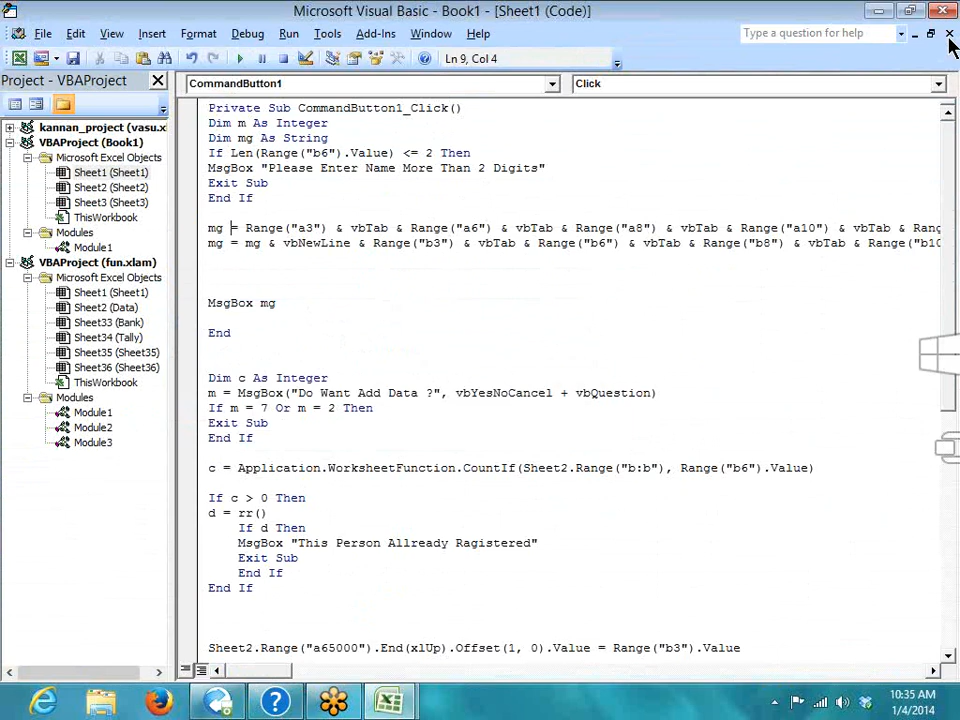 Microsoft Visual Basic - Book1 - [Sheet1 (Code)]
File Edit View Insert Format Debug Run Tools Add-Ins Window Help
Type a question for help
Ln 9, Col 4
Project - VBAProject
CommandButton1
Click
kannan_project (vasu.x
VBAProject (Book1)
Microsoft Excel Objects
Sheet1 (Sheet1)
Sheet2 (Sheet2)
Sheet3 (Sheet3)
ThisWorkbook
Modules
Module1
VBAProject (fun.xlam)
Microsoft Excel Objects
Sheet1 (Sheet1)
Sheet2 (Data)
Sheet33 (Bank)
Sheet34 (Tally)
Sheet35 (Sheet35)
Sheet36 (Sheet36)
ThisWorkbook
Modules
Module1
Module2
Module3
Private Sub CommandButton1_Click()
Dim m As Integer
Dim mg As String
If Len(Range("b6").Value) <= 2 Then
MsgBox "Please Enter Name More Than 2 Digits"
Exit Sub
End If
mg = Range("a3") & vbTab & Range("a6") & vbTab & Range("a8") & vbTab & Range("a10") & vbTab & Rang
mg = mg & vbNewLine & Range("b3") & vbTab & Range("b6") & vbTab & Range("b8") & vbTab & Range("b10
MsgBox mg
End
Dim c As Integer
m = MsgBox("Do Want Add Data ?", vbYesNoCancel + vbQuestion)
If m = 7 Or m = 2 Then
Exit Sub
End If
c = Application.WorksheetFunction.CountIf(Sheet2.Range("b:b"), Range("b6").Value)
If c > 0 Then
d = rr()
If d Then
MsgBox "This Person Allready Ragistered"
Exit Sub
End If
End If
Sheet2.Range("a65000").End(xlUp).Offset(1, 0).Value = Range("b3").Value
10:35 AM
1/4/2014